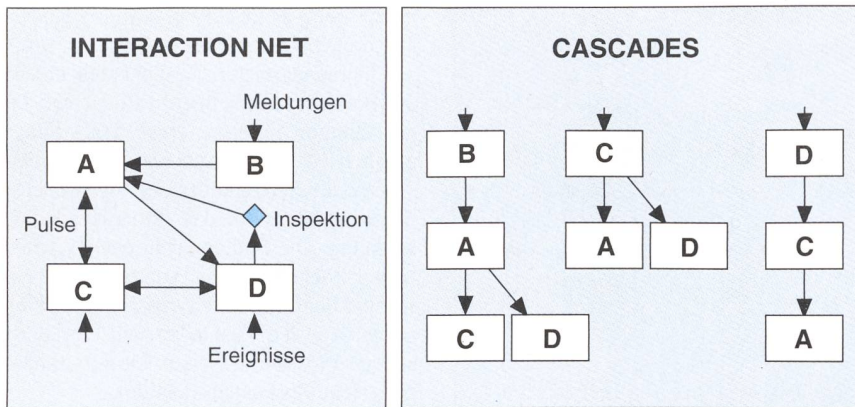 INTERACTION NET
Meldungen
A
B
Inspektion
Pulse
C
D
Ereignisse
CASCADES
B
C
D
A
A
D
C
C
D
A